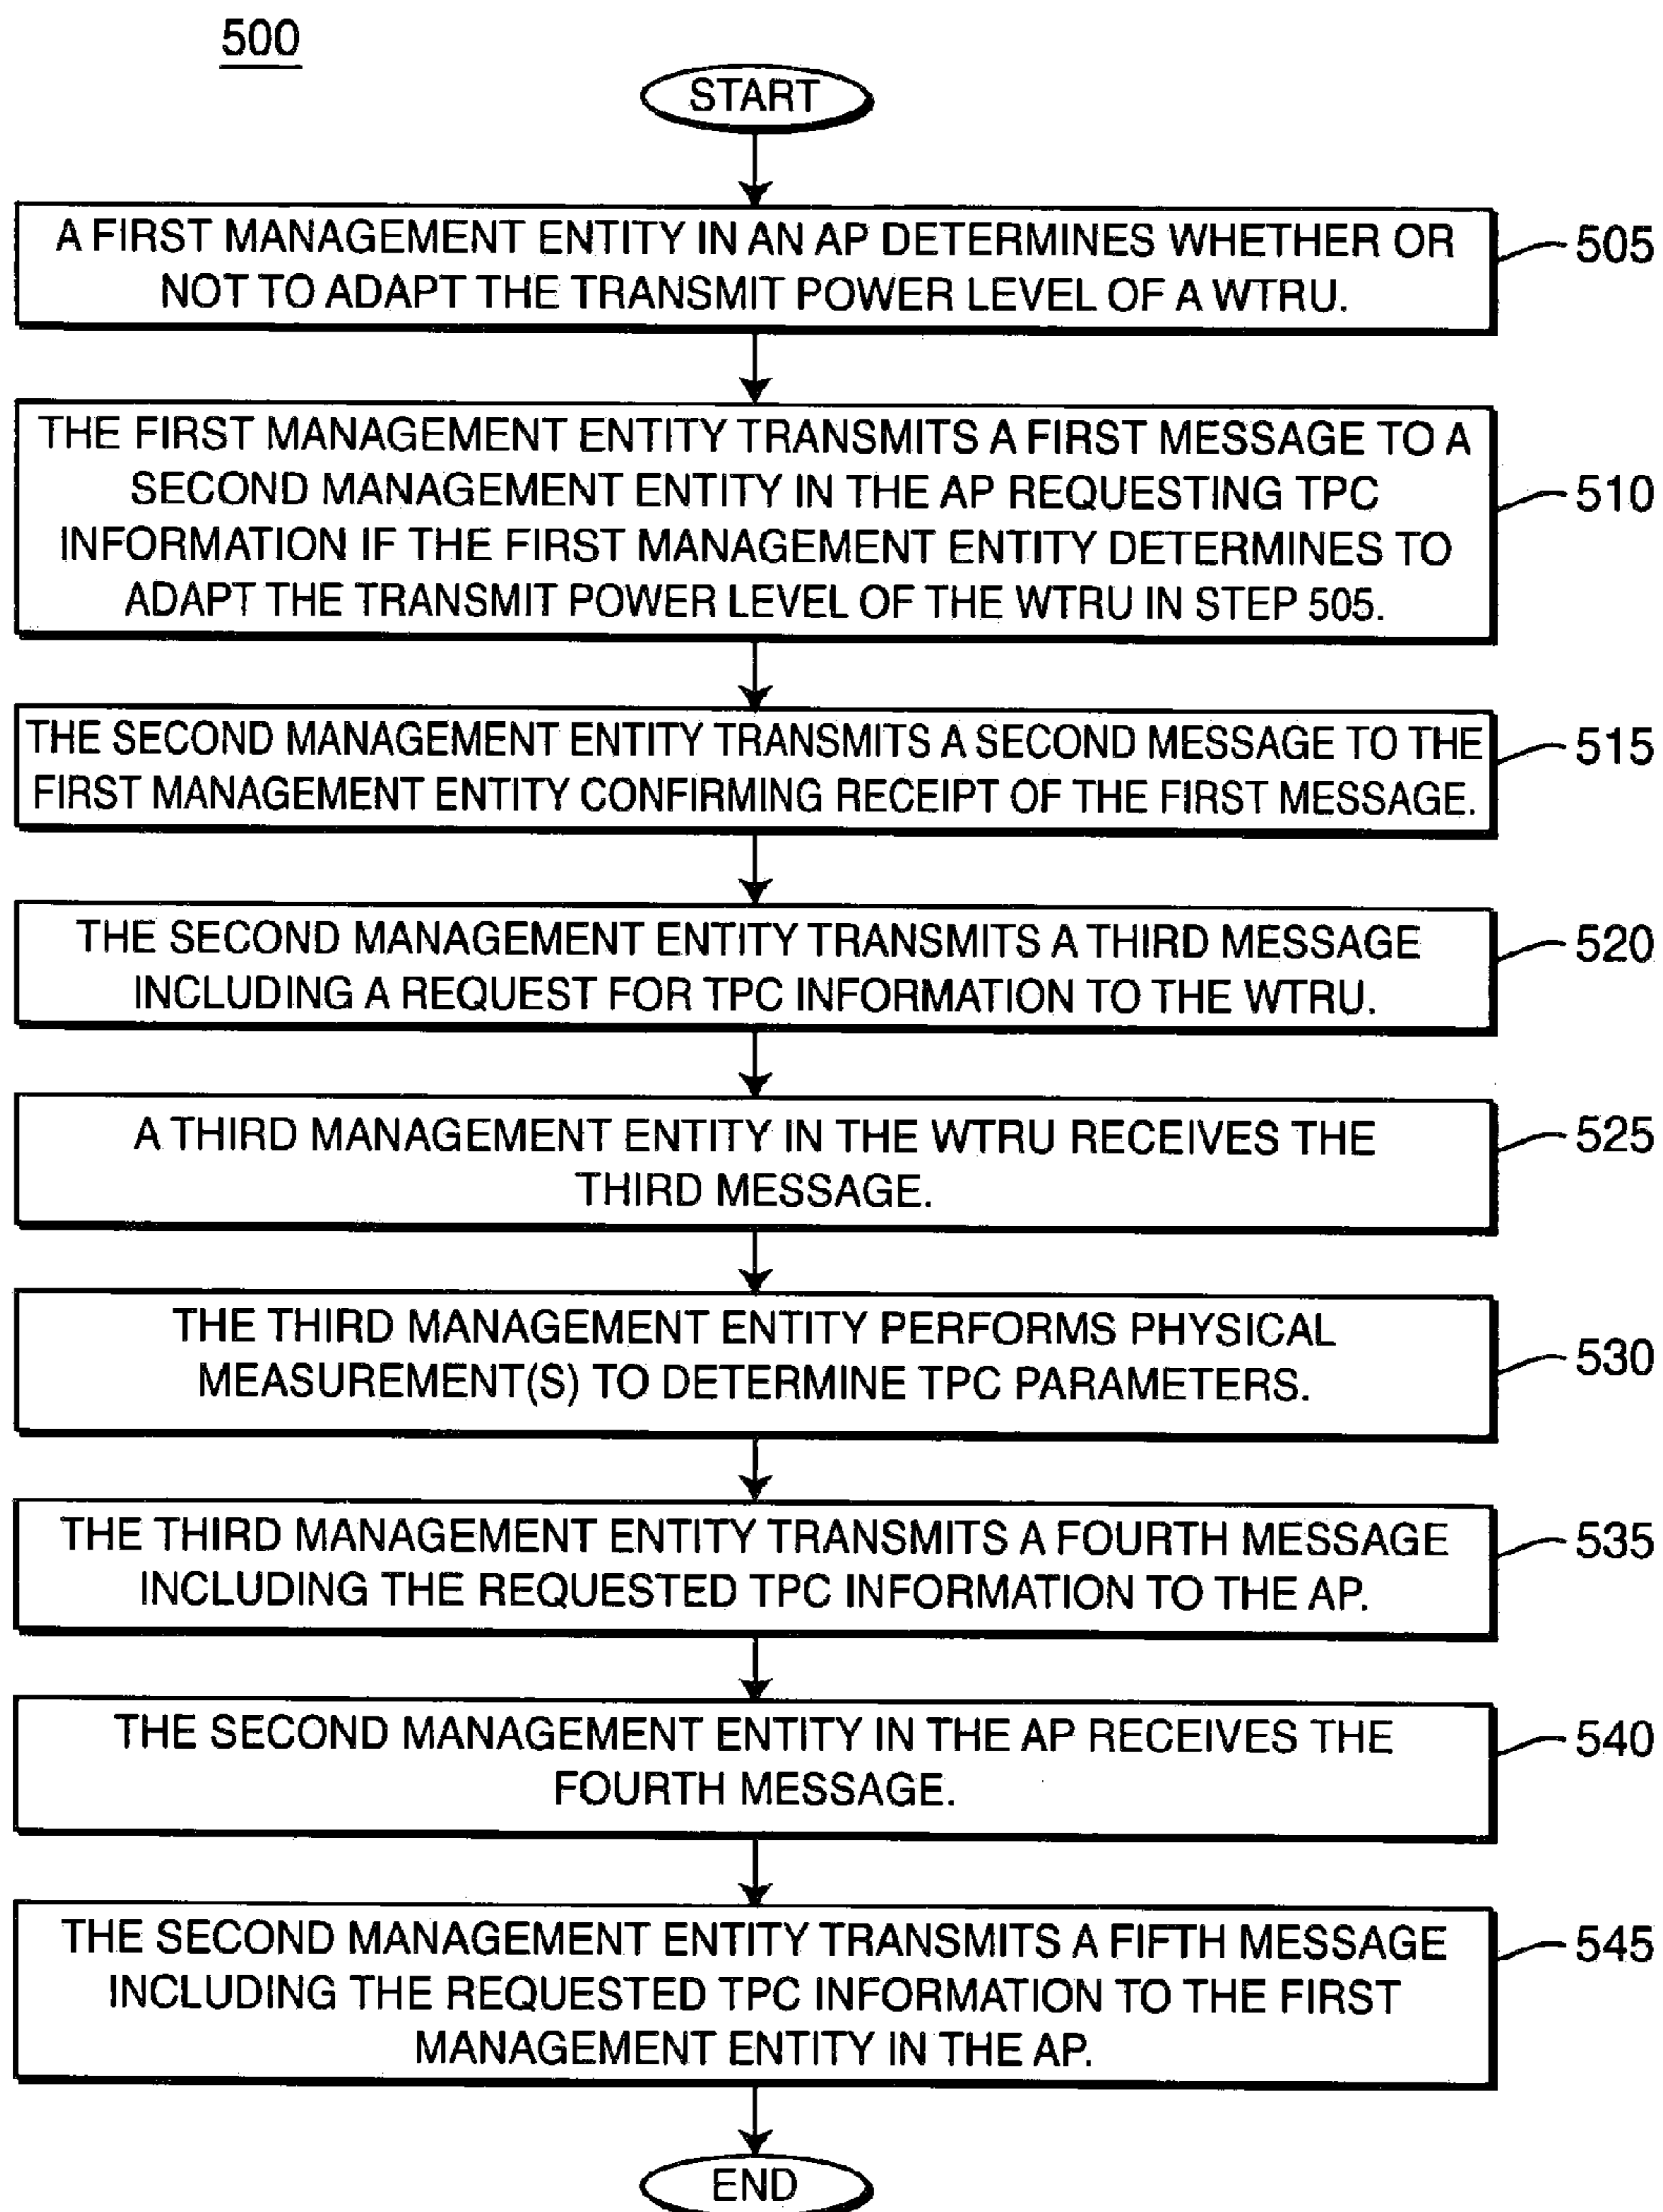 500
START
A FIRST MANAGEMENT ENTITY IN AN AP DETERMINES WHETHER OR
NOT TO ADAPT THE TRANSMIT POWER LEVEL OF A WTRU.
505
THE FIRST MANAGEMENT ENTITY TRANSMITS A FIRST MESSAGE TO A
SECOND MANAGEMENT ENTITY IN THE AP REQUESTING TPC
INFORMATION IF THE FIRST MANAGEMENT ENTITY DETERMINES TO
ADAPT THE TRANSMIT POWER LEVEL OF THE WTRU IN STEP 505.
510
THE SECOND MANAGEMENT ENTITY TRANSMITS A SECOND MESSAGE TO THE
FIRST MANAGEMENT ENTITY CONFIRMING RECEIPT OF THE FIRST MESSAGE.
515
THE SECOND MANAGEMENT ENTITY TRANSMITS A THIRD MESSAGE
INCLUDING A REQUEST FOR TPC INFORMATION TO THE WTRU.
520
A THIRD MANAGEMENT ENTITY IN THE WTRU RECEIVES THE
THIRD MESSAGE.
525
THE THIRD MANAGEMENT ENTITY PERFORMS PHYSICAL
MEASUREMENT(S) TO DETERMINE TPC PARAMETERS.
530
THE THIRD MANAGEMENT ENTITY TRANSMITS A FOURTH MESSAGE
INCLUDING THE REQUESTED TPC INFORMATION TO THE AP.
535
THE SECOND MANAGEMENT ENTITY IN THE AP RECEIVES THE
FOURTH MESSAGE.
540
THE SECOND MANAGEMENT ENTITY TRANSMITS A FIFTH MESSAGE
INCLUDING THE REQUESTED TPC INFORMATION TO THE FIRST
MANAGEMENT ENTITY IN THE AP.
545
END